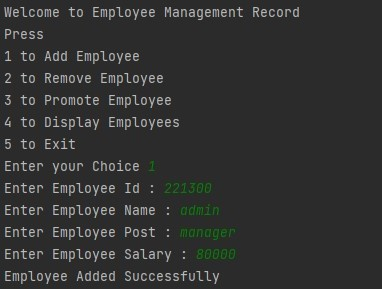 Welcome to Employee Management Record
Press
1 to Add Employee
2 to Remove Employee
3 to Promote Employee
4 to Display Employees
5 to Exit
Enter your Choice 1
Enter Employee Id : 221300
Enter Employee Name : admin
Enter Employee Post : manager
Enter Employee Salary : 80000
Employee Added Successfully